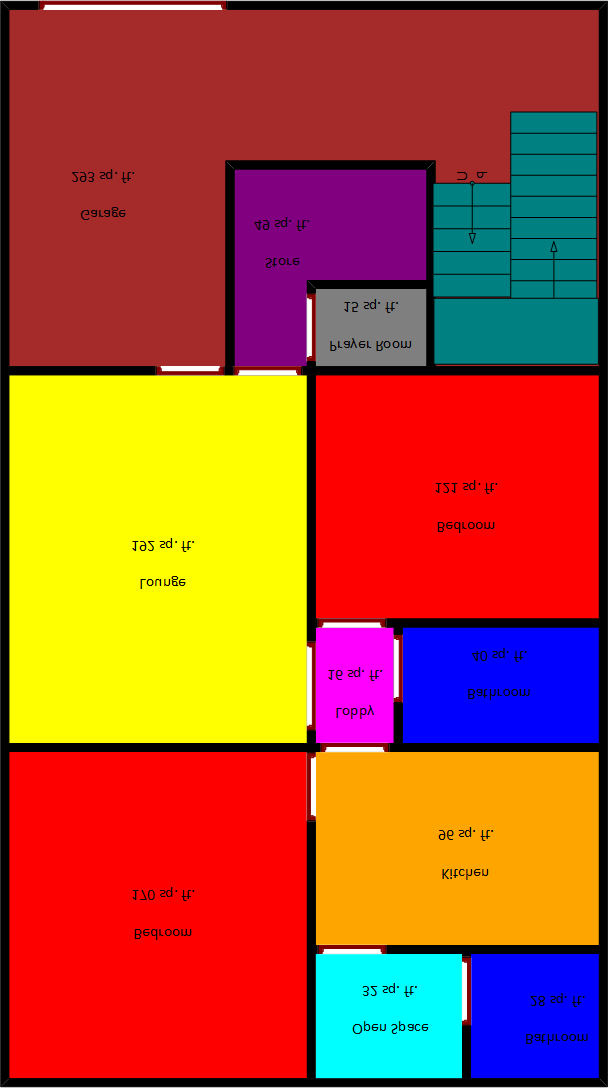 293 sq. ft.
Garage
UP
49 sq. ft.
Store
15 sq. ft.
Prayer Room
121 sq. ft.
Bedroom
192 sq. ft.
Lounge
40 sq. ft.
Bathroom
16 sq. ft.
Lobby
96 sq. ft.
Kitchen
170 sq. ft.
Bedroom
32 sq. ft.
Open Space
28 sq. ft.
Bathroom